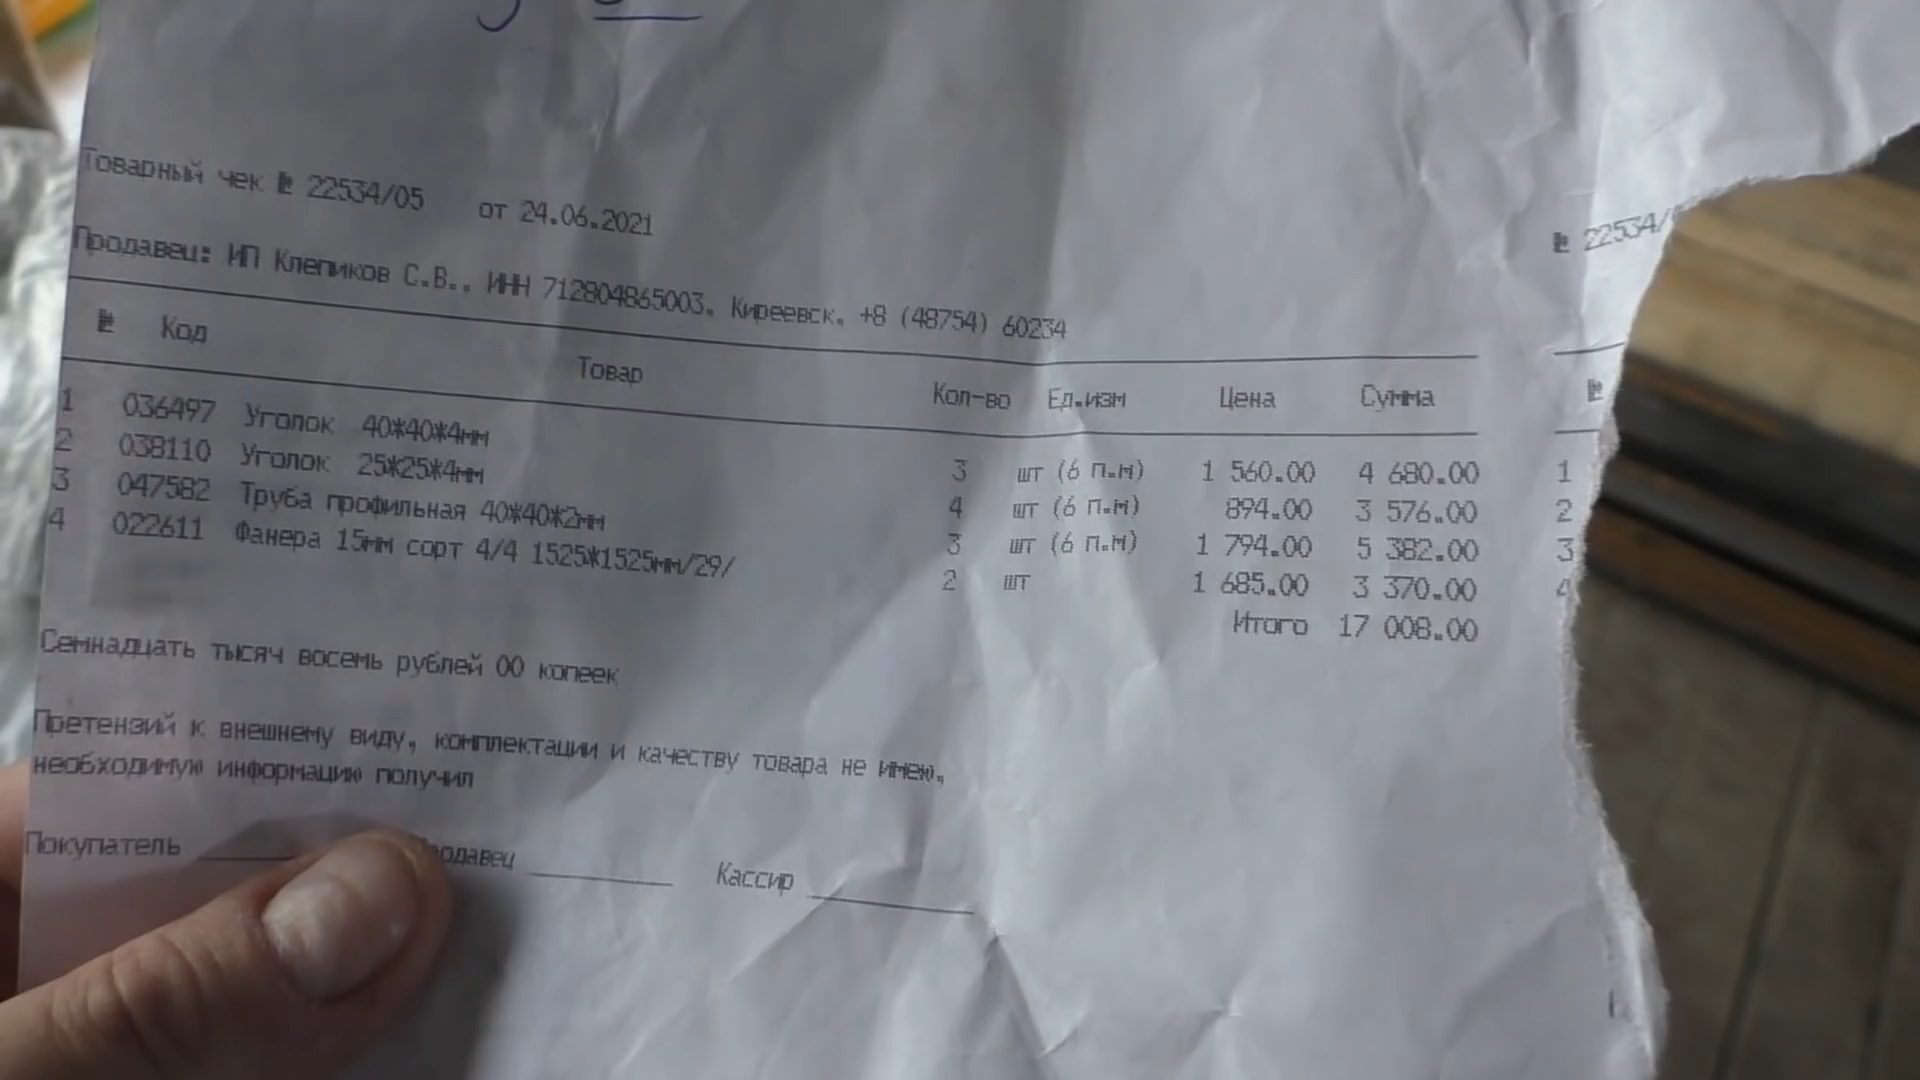 Товарный чек № 22534/05 от 24.06.2021
Продавец: ИП Клепиков С.В., ИНН 712804865003, Киреевск, +8 (48754) 60234
№ Код Товар Кол-во Ед.изм Цена Сумма
1 036497 Уголок 40*40*4мм 3 шт (6 п.м) 1 560.00 4 680.00
2 038110 Уголок 25*25*4мм 4 шт (6 п.м) 894.00 3 576.00
3 047582 Труба профильная 40*40*2мм 3 шт (6 п.м) 1 794.00 5 382.00
4 022611 Фанера 15мм сорт 4/4 1525*1525мм/29/ 2 шт 1 685.00 3 370.00
Итого 17 008.00
Семнадцать тысяч восемь рублей 00 копеек
Претензий к внешнему виду, комплектации и качеству товара не имею,
необходимую информацию получил
Покупатель Продавец Кассир
№ 22534/
№
1
2
3
4